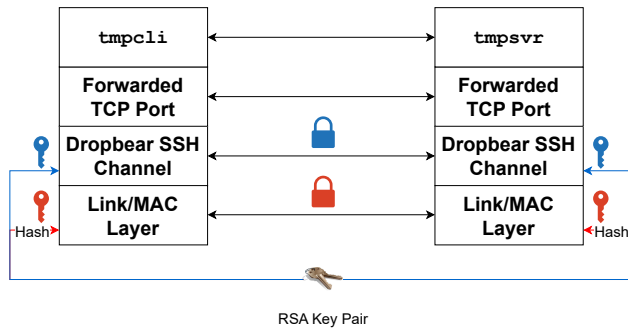 tmpcli
tmpsvr
Forwarded
TCP Port
Forwarded
TCP Port
Dropbear SSH
Channel
Dropbear SSH
Channel
Link/MAC
Layer
Link/MAC
Layer
Hash
Hash
RSA Key Pair